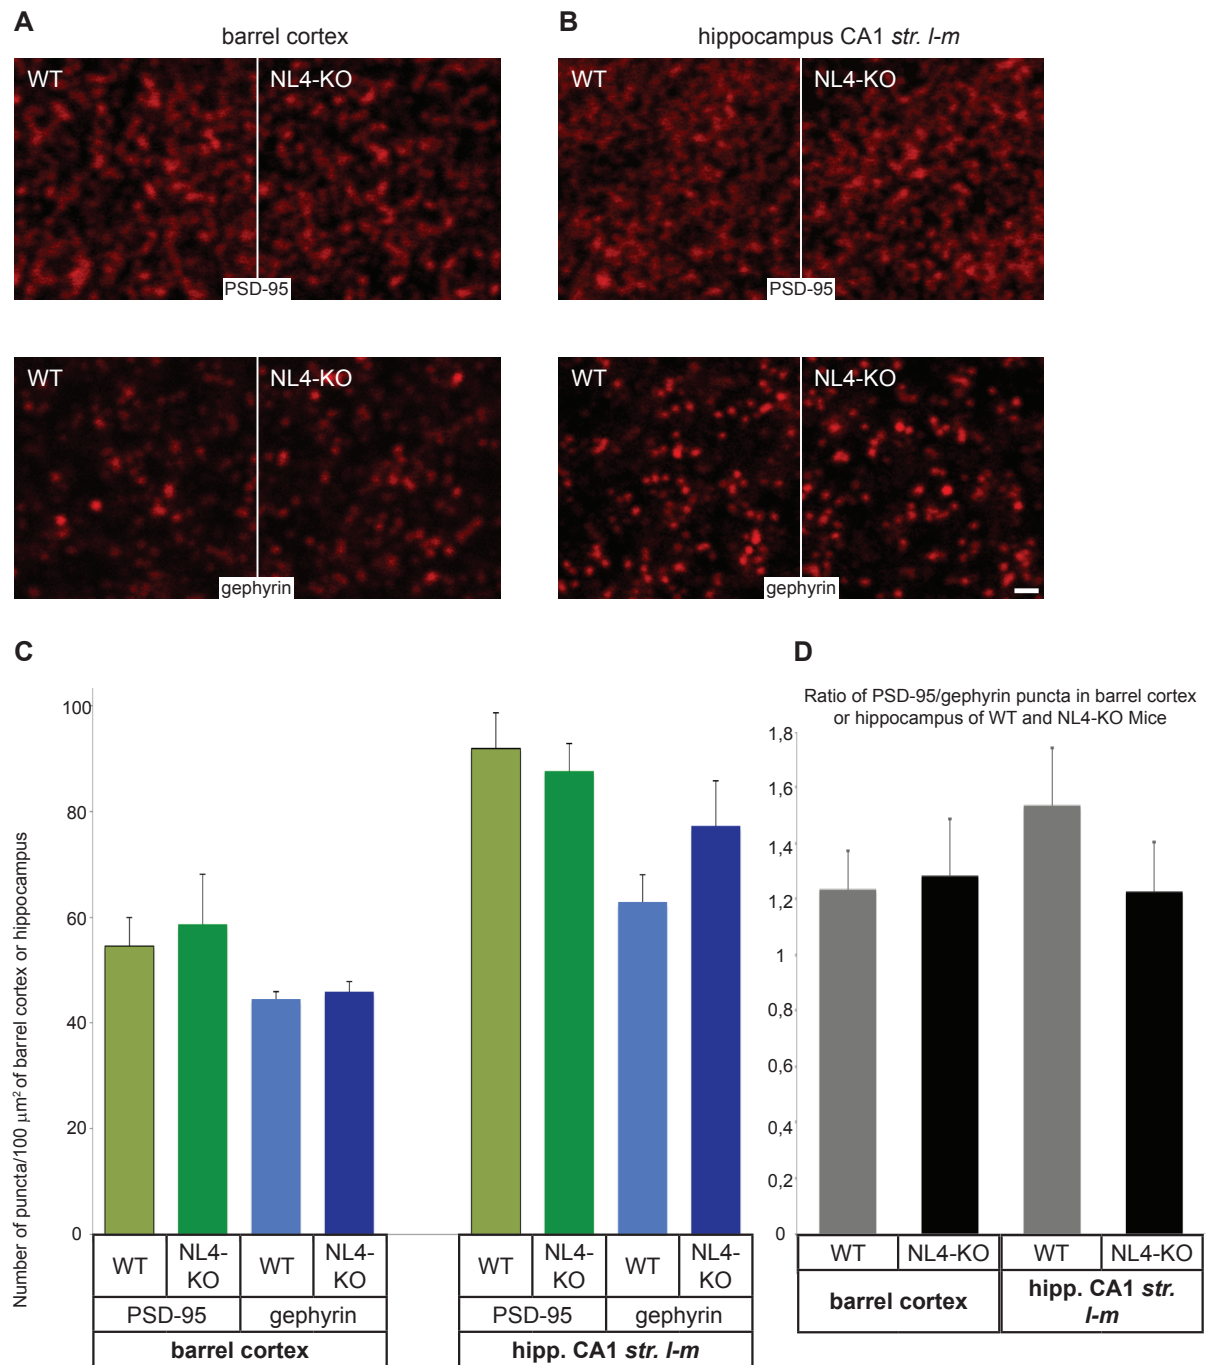 A
barrel cortex
WT
NL4-KO
PSD-95
WT
NL4-KO
gephyrin
B
hippocampus CA1 str. l-m
WT
NL4-KO
PSD-95
WT
NL4-KO
gephyrin
C
Number of puncta/100 µm² of barrel cortex or hippocampus
100
80
60
40
20
0
WT
NL4-
KO
WT
NL4-
KO
PSD-95
gephyrin
barrel cortex
WT
NL4-
KO
WT
NL4-
KO
PSD-95
gephyrin
hipp. CA1 str. l-m
D
Ratio of PSD-95/gephyrin puncta in barrel cortex
or hippocampus of WT and NL4-KO Mice
1,8
1,6
1,4
1,2
1
0,8
0,6
0,4
0,2
0
WT
NL4-KO
WT
NL4-KO
barrel cortex
hipp. CA1 str.
l-m